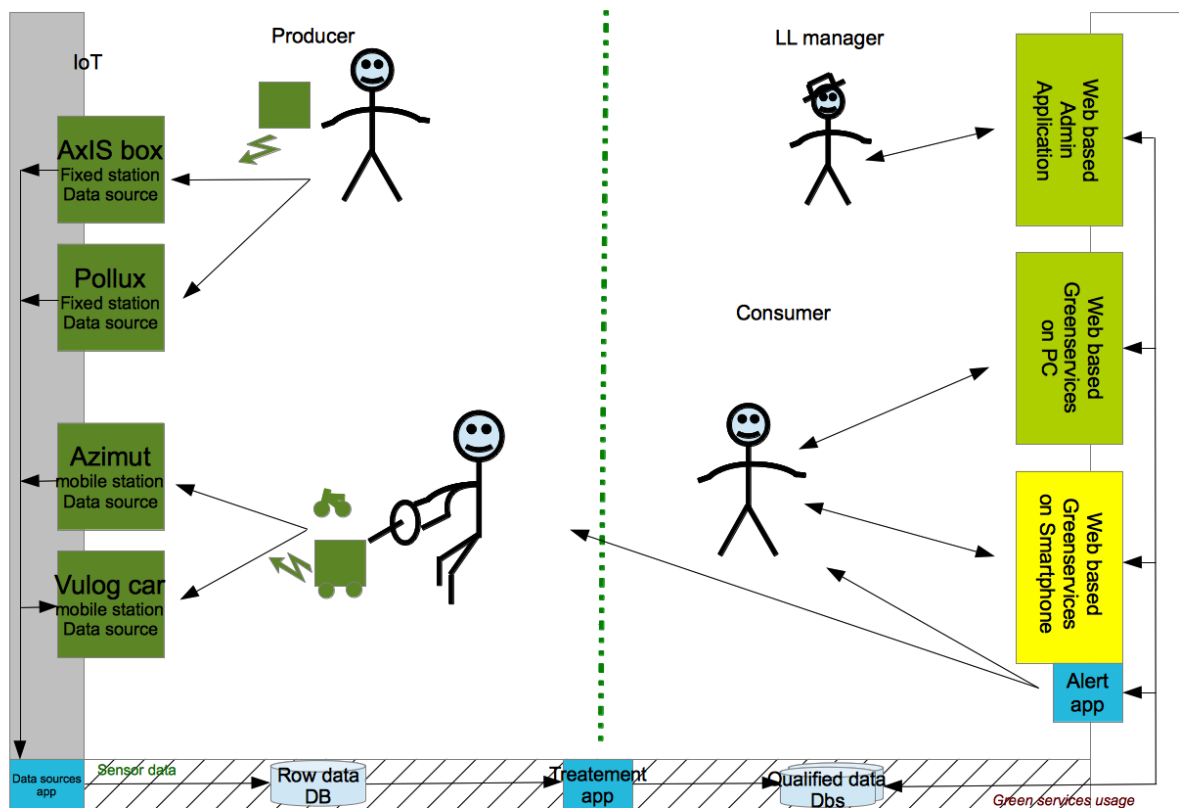 Producer
LL manager
IoT
AxIS box
Fixed station
Data source
Pollux
Fixed station
Data source
Azimut
mobile station
Data source
Vulog car
mobile station
Data source
Consumer
Web based
Admin
Application
Web based
Greenservices
on PC
Web based
Greenservices
on Smartphone
Alert
app
Data sources
app
Sensor data
Row data
DB
Treatement
app
Qualified data
Dbs
Green services usage